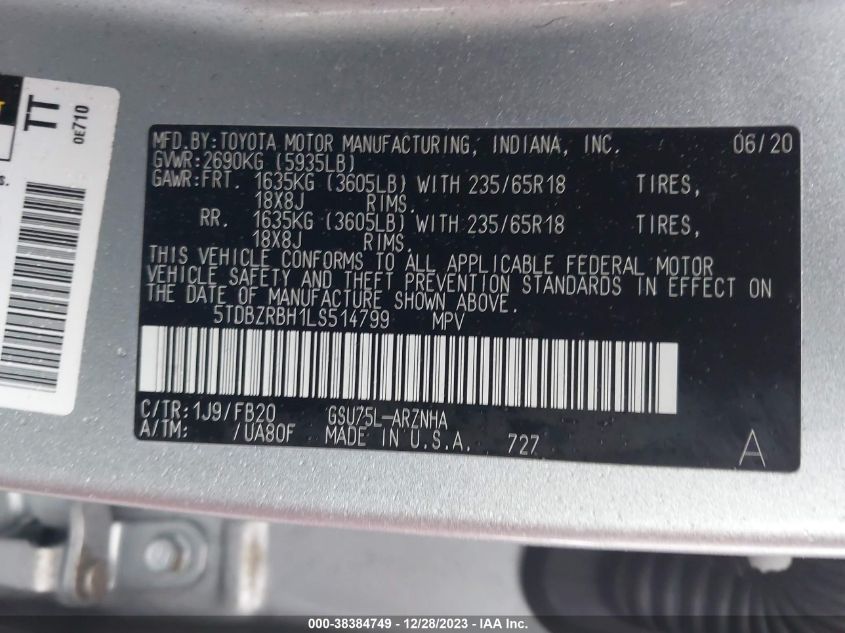 TT
0E710
MFD.BY:TOYOTA MOTOR MANUFACTURING, INDIANA, INC. 06/20
GVWR:2690KG (5935LB)
GAWR:FRT. 1635KG (3605LB) WITH 235/65R18 TIRES,
18X8J RIMS.
RR. 1635KG (3605LB) WITH 235/65R18 TIRES,
18X8J RIMS.
THIS VEHICLE CONFORMS TO ALL APPLICABLE FEDERAL MOTOR
VEHICLE SAFETY AND THEFT PREVENTION STANDARDS IN EFFECT ON
THE DATE OF MANUFACTURE SHOWN ABOVE.
5TDBZRBH1LS514799 MPV
C/TR:1J9/FB20 GSU75L-ARZNHA
A/TM: /UA80F MADE IN U.S.A. 727 A
000-38384749 - 12/28/2023 - IAA Inc.